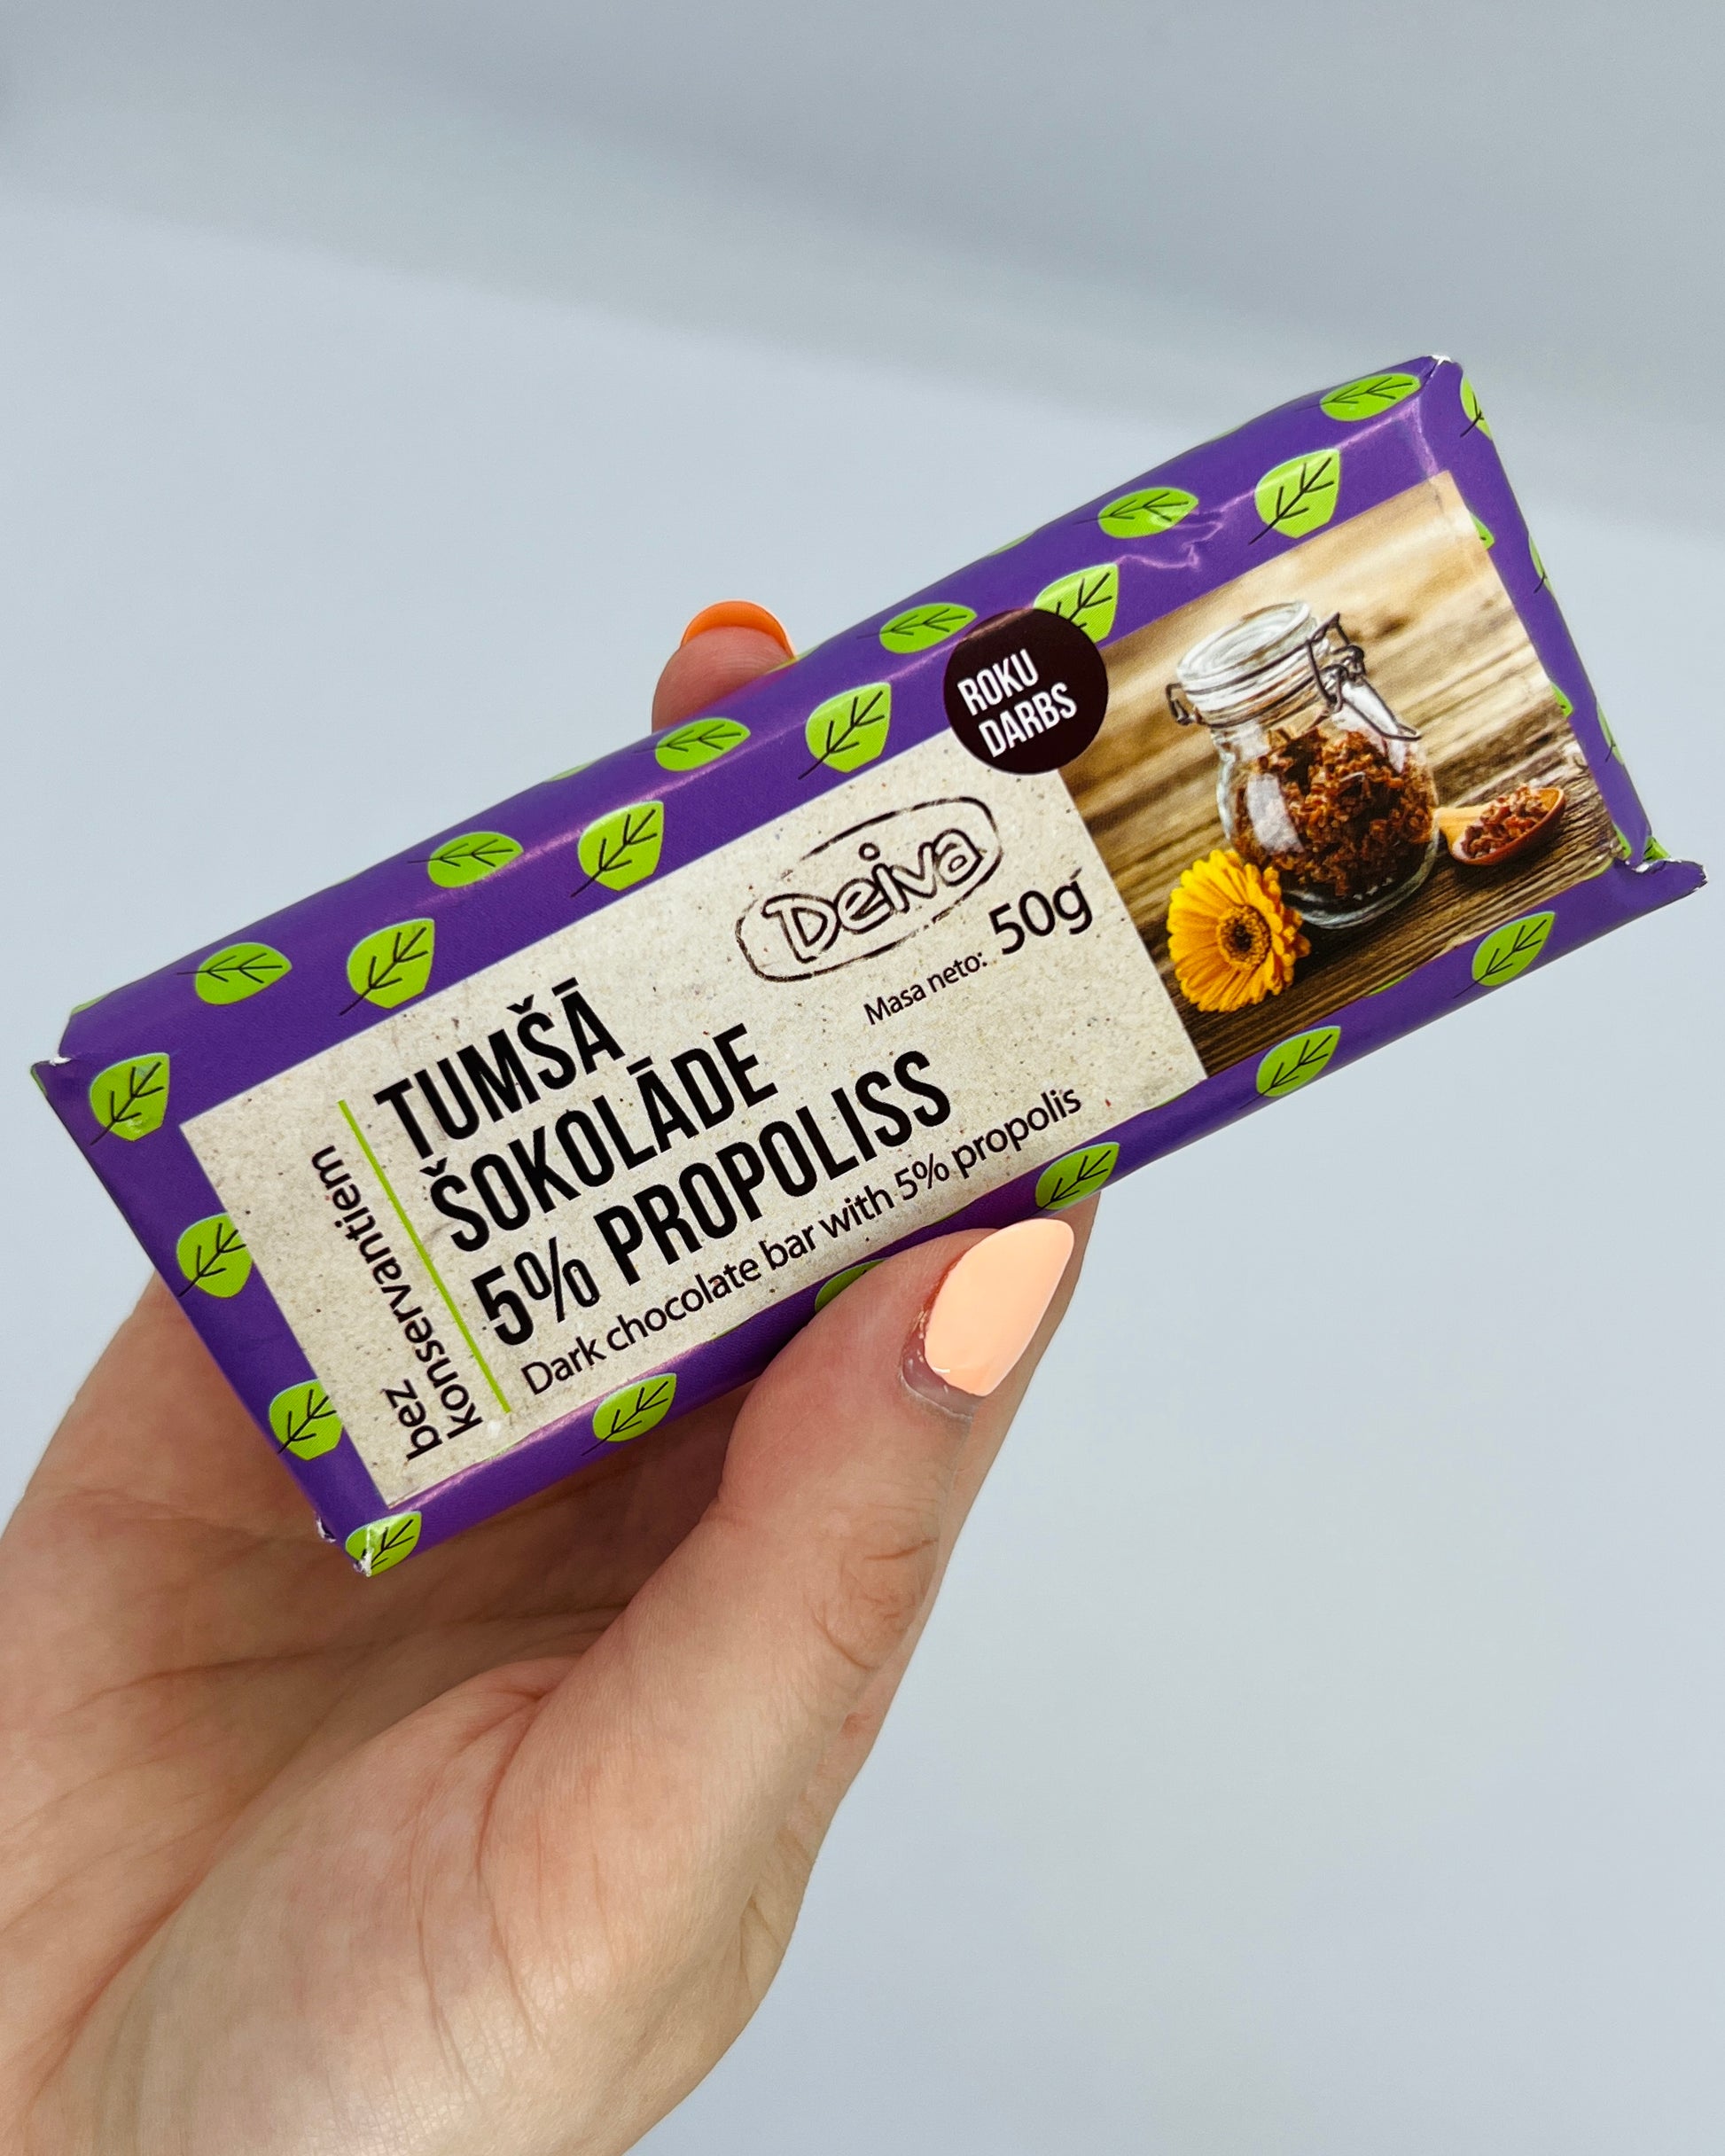 ROKU
DARBS
Deiva
Masa neto: 50g
TUMŠĀ
ŠOKOLĀDE
5% PROPOLISS
Dark chocolate bar with 5% propolis
bez
konservantiem